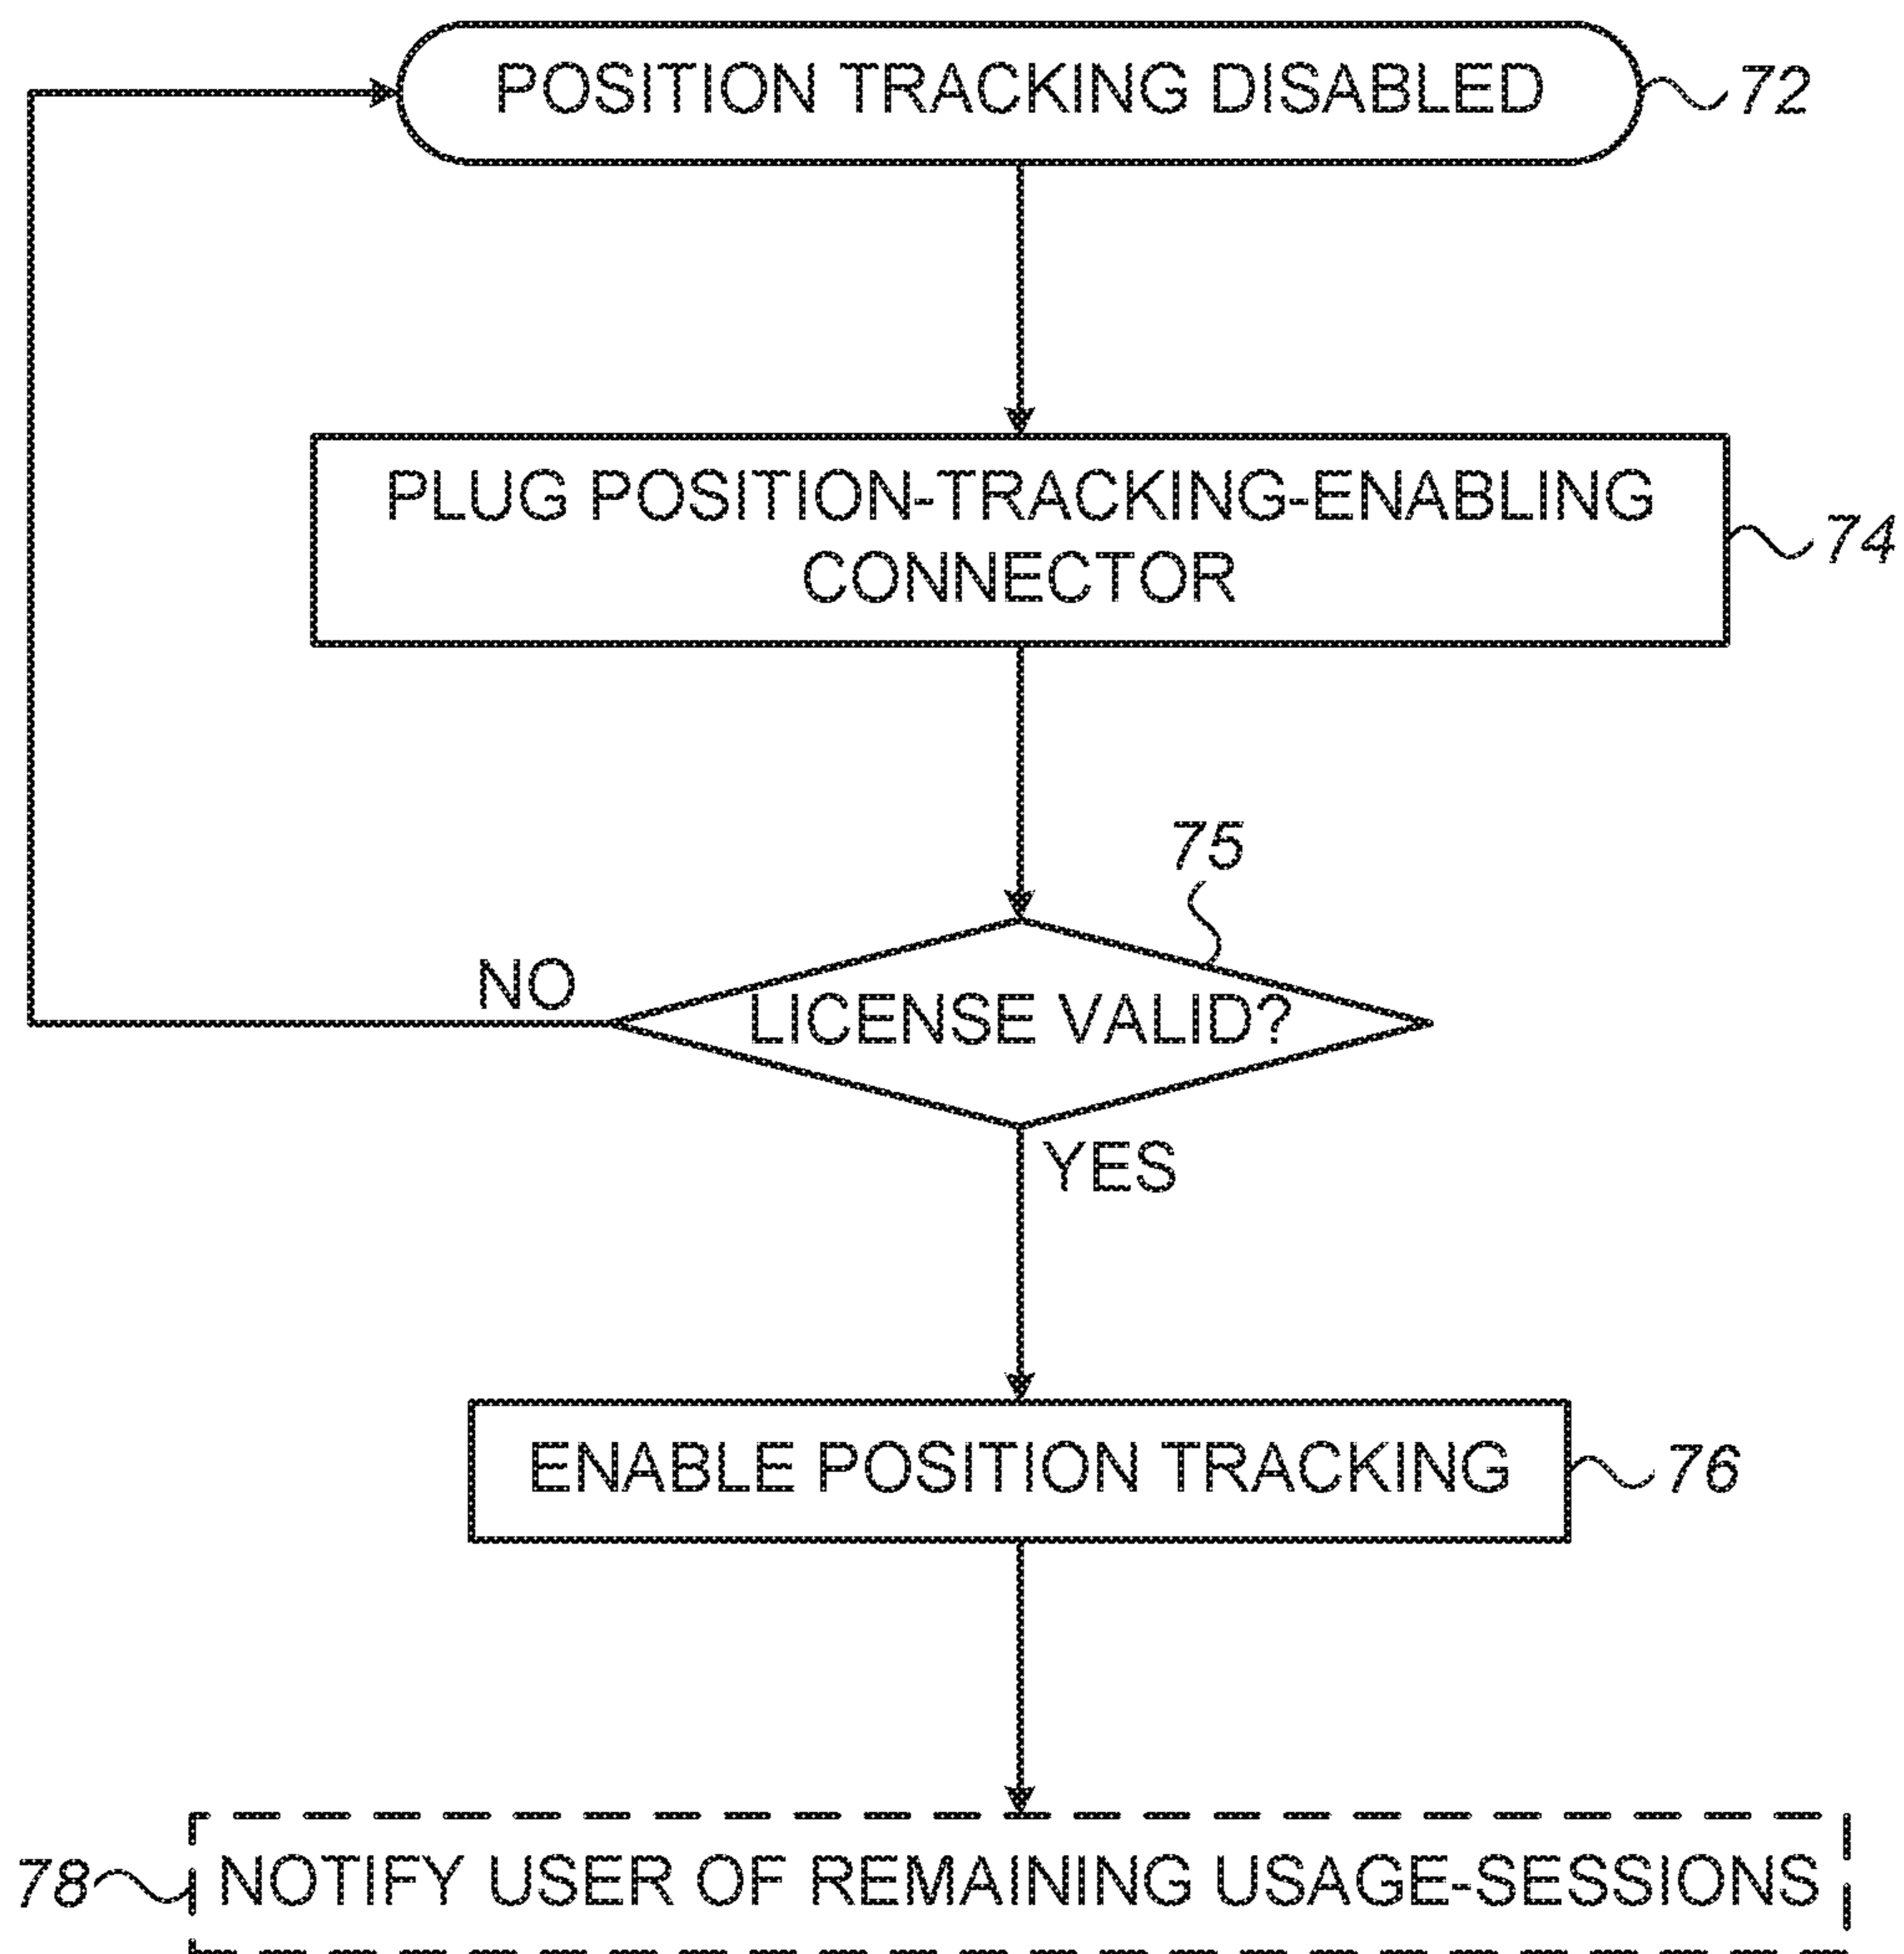 POSITION TRACKING DISABLED
72
PLUG POSITION-TRACKING-ENABLING
CONNECTOR
74
75
NO
LICENSE VALID?
YES
ENABLE POSITION TRACKING
76
78
NOTIFY USER OF REMAINING USAGE-SESSIONS